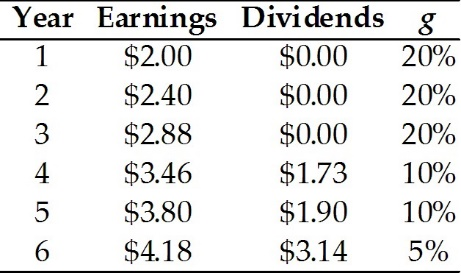 Year Earnings Dividends g
1 $2.00 $0.00 20%
2 $2.40 $0.00 20%
3 $2.88 $0.00 20%
4 $3.46 $1.73 10%
5 $3.80 $1.90 10%
6 $4.18 $3.14 5%